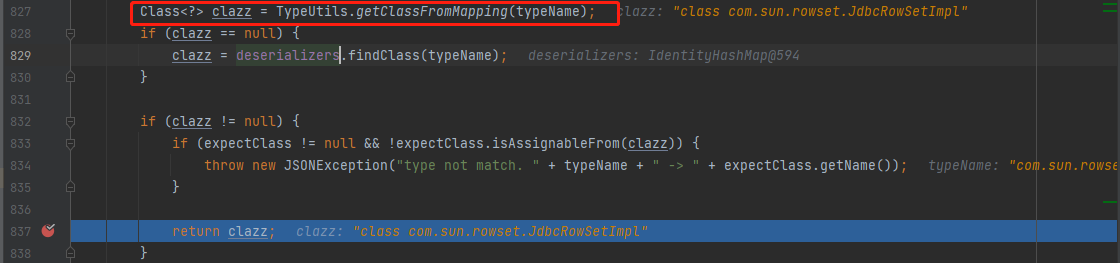 827 Class<?> clazz = TypeUtils.getClassFromMapping(typeName); clazz: "class com.sun.rowset.JdbcRowSetImpl"
828 if (clazz == null) {
829 clazz = deserializers.findClass(typeName); deserializers: IdentityHashMap@594
830 }
831
832 if (clazz != null) {
833 if (expectClass != null && !expectClass.isAssignableFrom(clazz)) {
834 throw new JSONException("type not match. " + typeName + " -> " + expectClass.getName()); typeName: "com.sun.rowse
835 }
836
837 return clazz; clazz: "class com.sun.rowset.JdbcRowSetImpl"
838 }